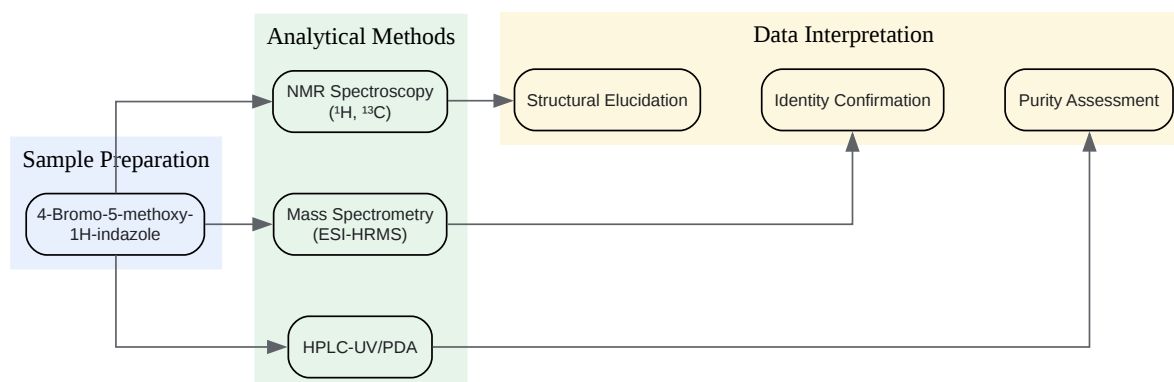 Sample Preparation
4-Bromo-5-methoxy-
1H-indazole
Analytical Methods
NMR Spectroscopy
(¹H, ¹³C)
Mass Spectrometry
(ESI-HRMS)
HPLC-UV/PDA
Data Interpretation
Structural Elucidation
Identity Confirmation
Purity Assessment